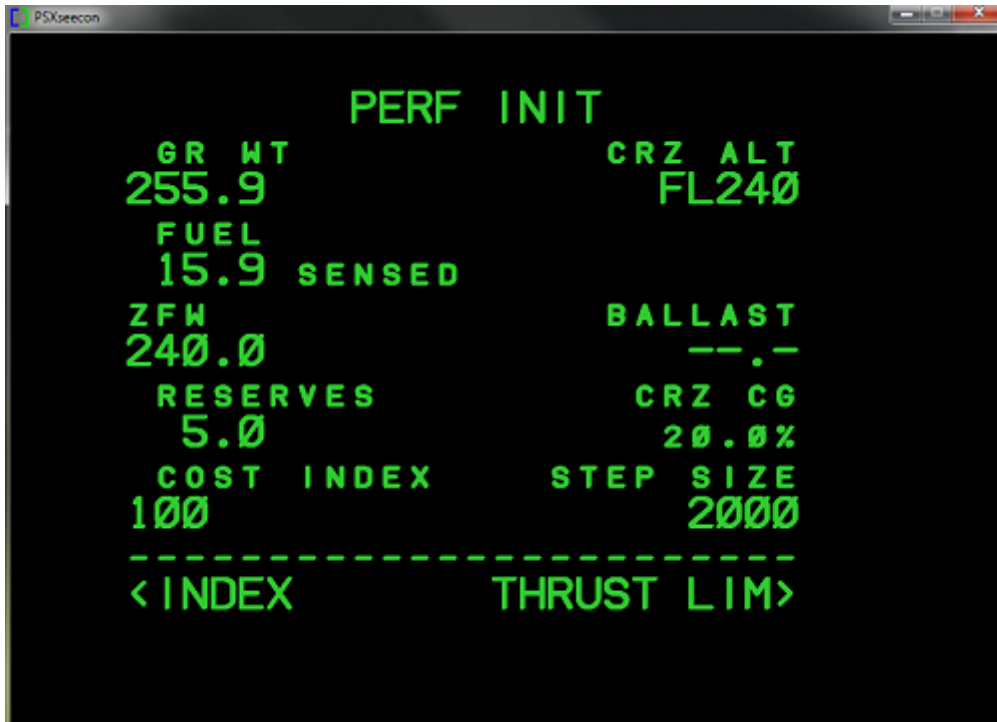 PSXseecon
PERF INIT
GR WT CRZ ALT
255.9 FL240
FUEL
15.9 SENSED
ZFW BALLAST
240.0 --.-
RESERVES CRZ CG
5.0 20.0%
COST INDEX STEP SIZE
100 2000
------------------------
<INDEX THRUST LIM>